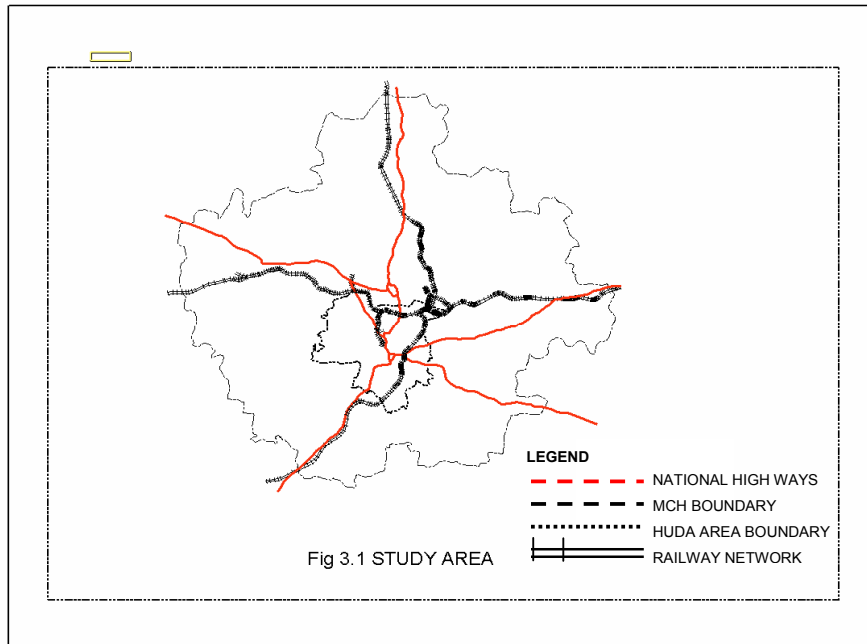 LEGEND
NATIONAL HIGH WAYS
MCH BOUNDARY
HUDA AREA BOUNDARY
RAILWAY NETWORK
Fig 3.1 STUDY AREA